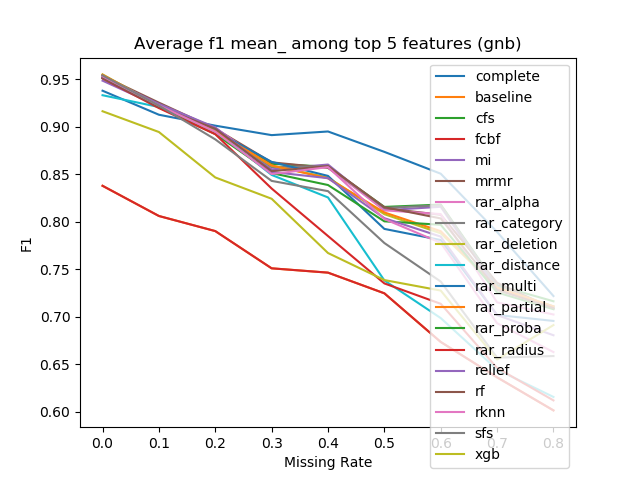 Average f1 mean_ among top 5 features (gnb)
F1
0.95
0.90
0.85
0.80
0.75
0.70
0.65
0.60
0.0 0.1 0.2 0.3 0.4 0.5 0.6 0.7 0.8
Missing Rate
complete
baseline
cfs
fcbf
mi
mrmr
rar_alpha
rar_category
rar_deletion
rar_distance
rar_multi
rar_partial
rar_proba
rar_radius
relief
rf
rknn
sfs
xgb